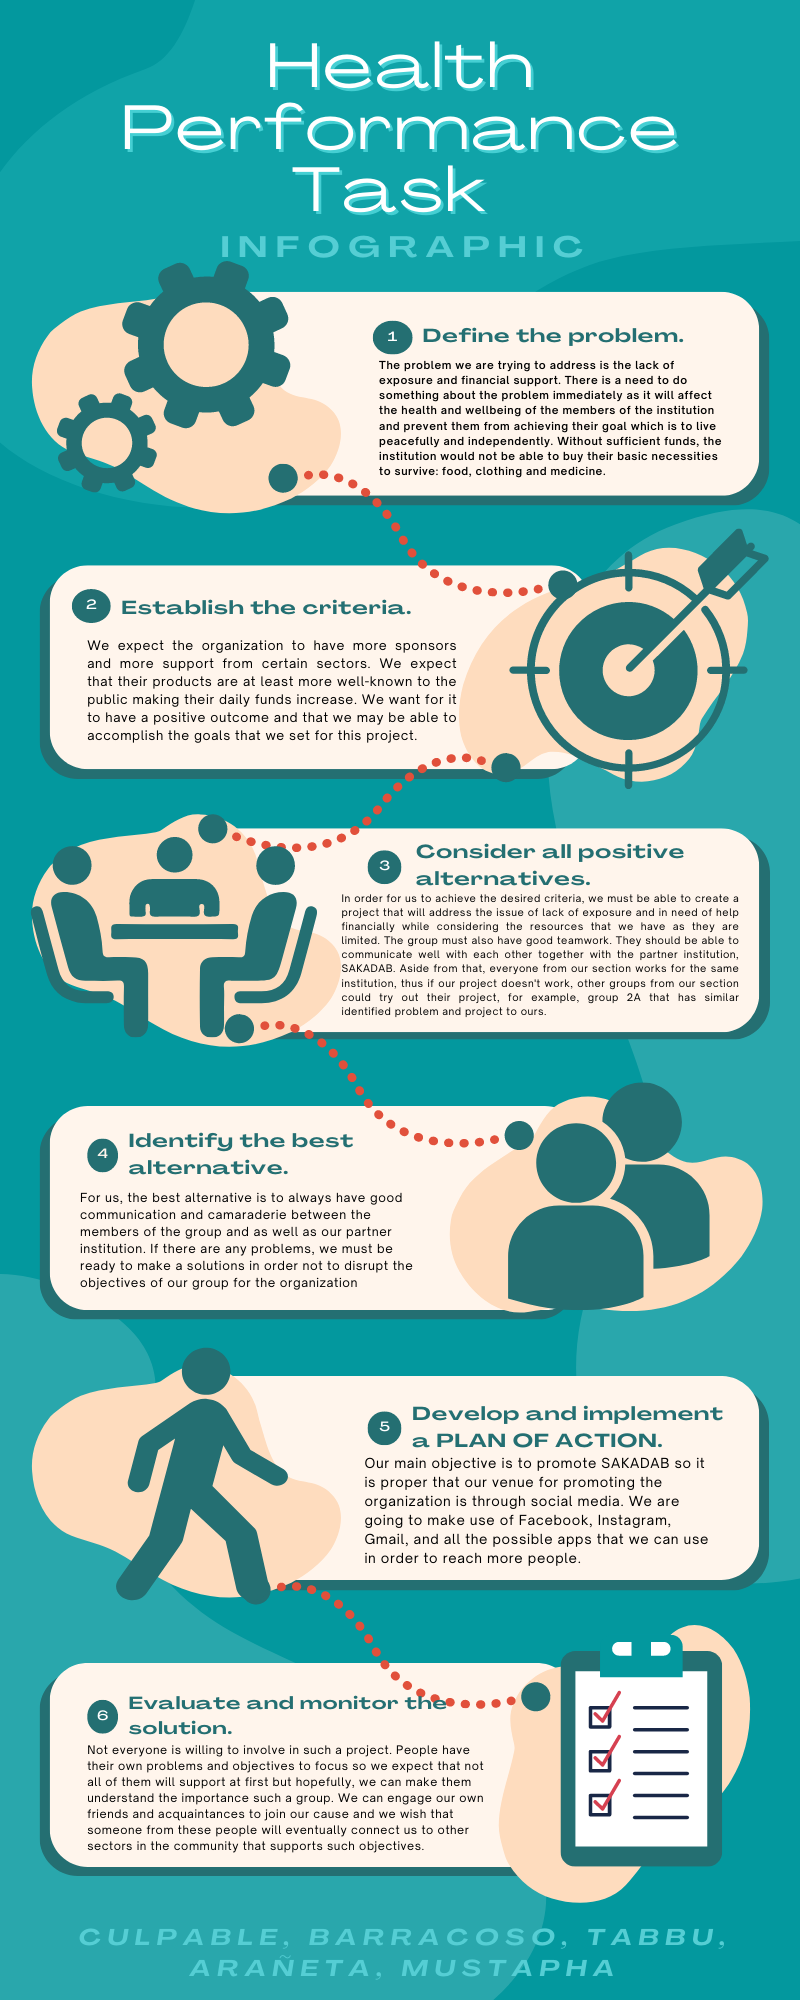 Health
Performance
Task
INFOGRAPHIC
1 Define the problem.
The problem we are trying to address is the lack of
exposure and financial support. There is a need to do
something about the problem immediately as it will affect
the health and wellbeing of the members of the institution
and prevent them from achieving their goal which is to live
peacefully and independently. Without sufficient funds, the
institution would not be able to buy their basic necessities
to survive: food, clothing and medicine.
2 Establish the criteria.
We expect the organization to have more sponsors
and more support from certain sectors. We expect
that their products are at least more well-known to the
public making their daily funds increase. We want for it
to have a positive outcome and that we may be able to
accomplish the goals that we set for this project.
3 Consider all positive
alternatives.
In order for us to achieve the desired criteria, we must be able to create a
project that will address the issue of lack of exposure and in need of help
financially while considering the resources that we have as they are
limited. The group must also have good teamwork. They should be able to
communicate well with each other together with the partner institution,
SAKADAB. Aside from that, everyone from our section works for the same
institution, thus if our project doesn't work, other groups from our section
could try out their project, for example, group 2A that has similar
identified problem and project to ours.
4 Identify the best
alternative.
For us, the best alternative is to always have good
communication and camaraderie between the
members of the group and as well as our partner
institution. If there are any problems, we must be
ready to make a solutions in order not to disrupt the
objectives of our group for the organization
5 Develop and implement
a PLAN OF ACTION.
Our main objective is to promote SAKADAB so it
is proper that our venue for promoting the
organization is through social media. We are
going to make use of Facebook, Instagram,
Gmail, and all the possible apps that we can use
in order to reach more people.
6 Evaluate and monitor the
solution.
Not everyone is willing to involve in such a project. People have
their own problems and objectives to focus so we expect that not
all of them will support at first but hopefully, we can make them
understand the importance such a group. We can engage our own
friends and acquaintances to join our cause and we wish that
someone from these people will eventually connect us to other
sectors in the community that supports such objectives.
CULPABLE, BARRACOSO, TABBU,
ARAÑETA, MUSTAPHA